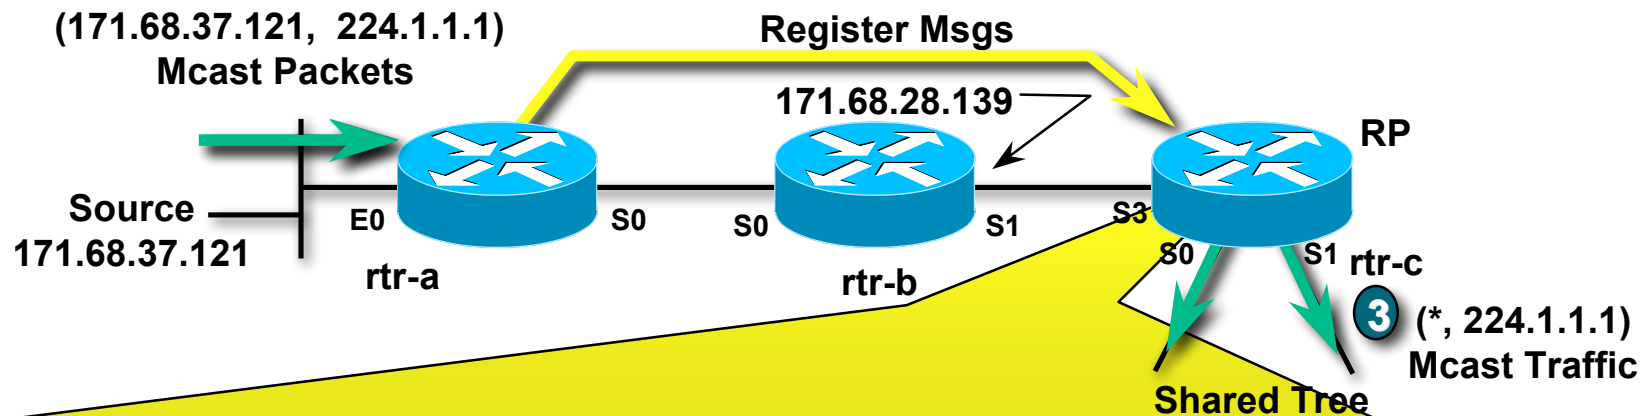 (171.68.37.121, 224.1.1.1)
Mcast Packets
Register Msgs
171.68.28.139
RP
Source
171.68.37.121
E0
S0
S0
S1
S3
S0
S1
rtr-a
rtr-b
rtr-c
3
(*, 224.1.1.1)
Mcast Traffic
Shared Tree